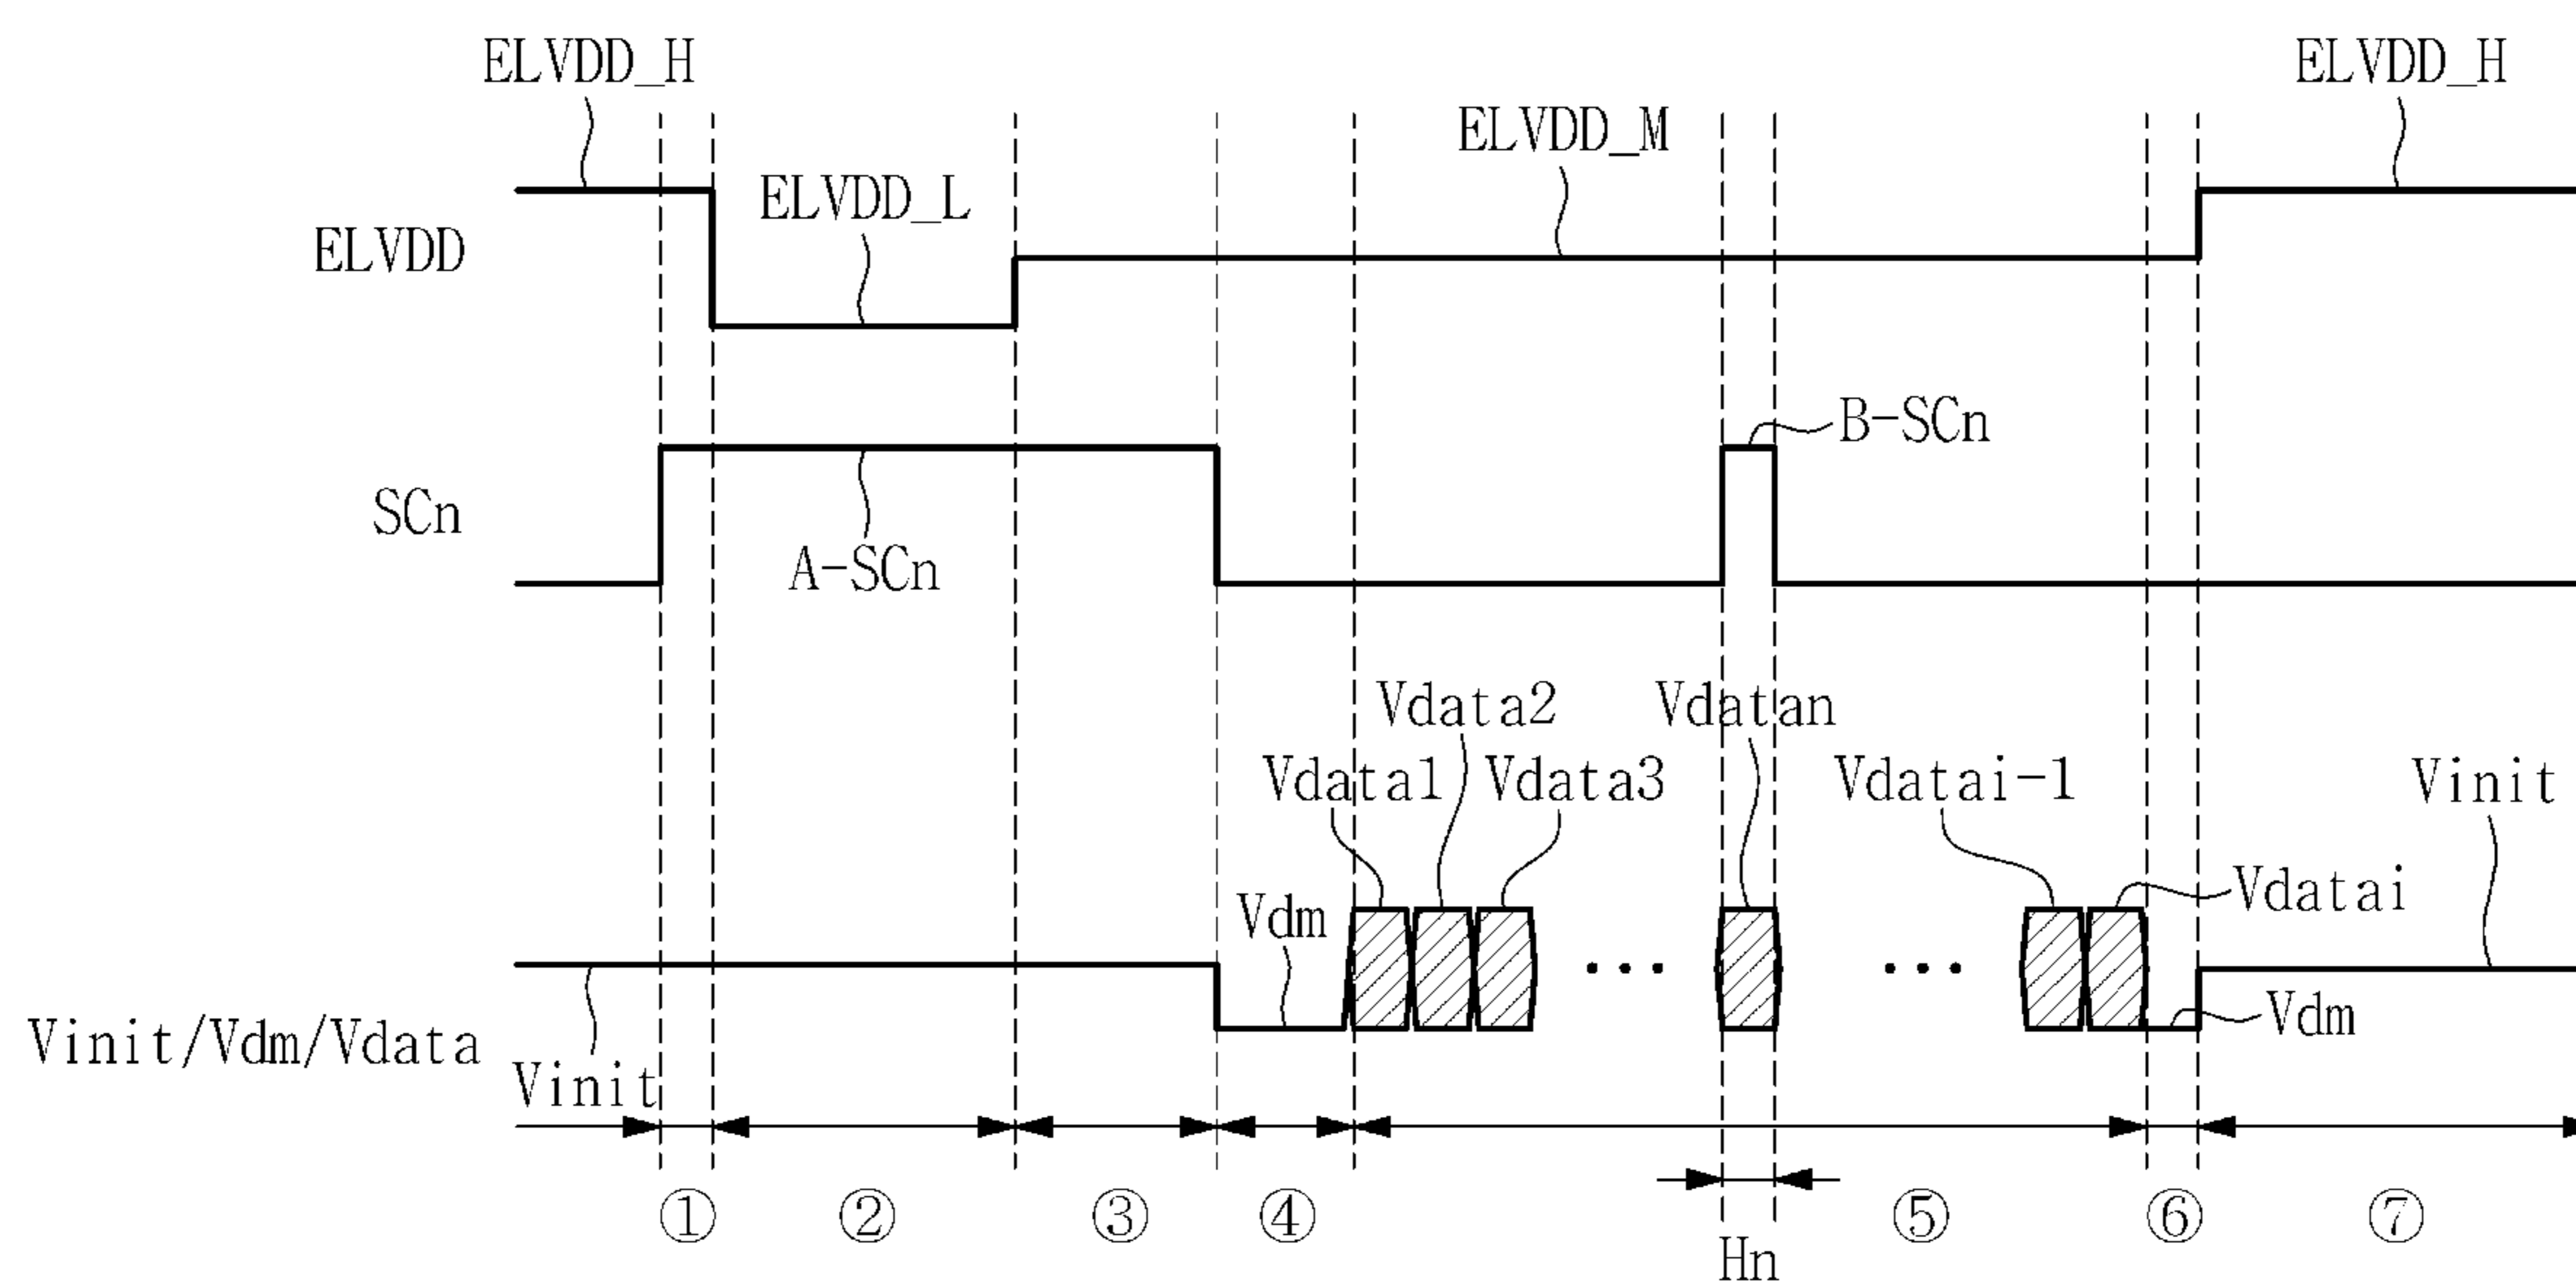 ELVDD_H
ELVDD_H
ELVDD_M
ELVDD_L
ELVDD
B-SCn
SCn
A-SCn
Vdata2
Vdatan
Vdata1
Vdata3
Vdatai-1
Vinit
Vdatai
Vdm
Vdm
Vinit/Vdm/Vdata
Vinit
① ② ③ ④ ⑤ ⑥ ⑦
Hn